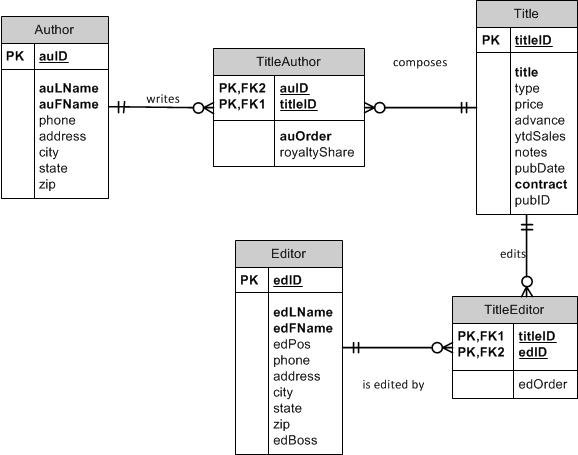 Author
PK auID
auLName
auFName
phone
address
city
state
zip
writes
TitleAuthor
PK,FK2 auID
PK,FK1 titleID
auOrder
royaltyShare
composes
Title
PK titleID
title
type
price
advance
ytdSales
notes
pubDate
contract
pubID
edits
Editor
PK edID
edLName
edFName
edPos
phone
address
city
state
zip
edBoss
is edited by
TitleEditor
PK,FK1 titleID
PK,FK2 edID
edOrder